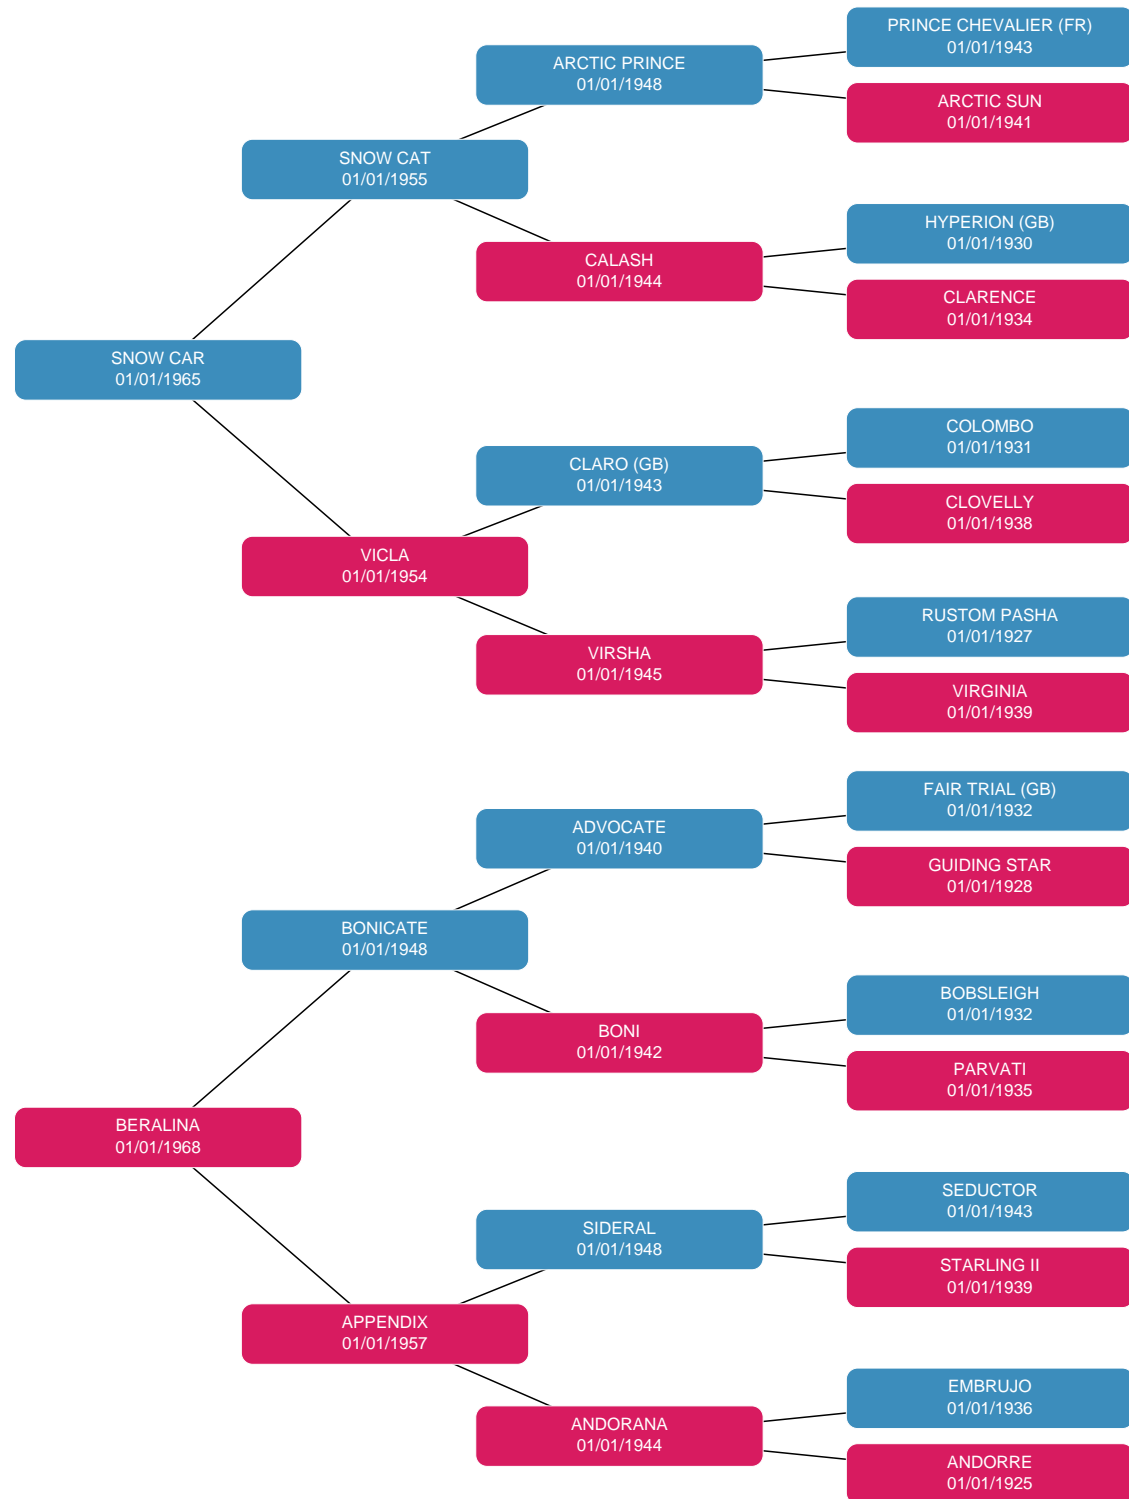 PRINCE CHEVALIER (FR)
01/01/1943
ARCTIC PRINCE
01/01/1948
ARCTIC SUN
01/01/1941
SNOW CAT
01/01/1955
HYPERION (GB)
01/01/1930
CALASH
01/01/1944
CLARENCE
01/01/1934
SNOW CAR
01/01/1965
COLOMBO
01/01/1931
CLARO (GB)
01/01/1943
CLOVELLY
01/01/1938
VICLA
01/01/1954
RUSTOM PASHA
01/01/1927
VIRSHA
01/01/1945
VIRGINIA
01/01/1939
FAIR TRIAL (GB)
01/01/1932
ADVOCATE
01/01/1940
GUIDING STAR
01/01/1928
BONICATE
01/01/1948
BOBSLEIGH
01/01/1932
BONI
01/01/1942
PARVATI
01/01/1935
BERALINA
01/01/1968
SEDUCTOR
01/01/1943
SIDERAL
01/01/1948
STARLING II
01/01/1939
APPENDIX
01/01/1957
EMBRUJO
01/01/1936
ANDORANA
01/01/1944
ANDORRE
01/01/1925